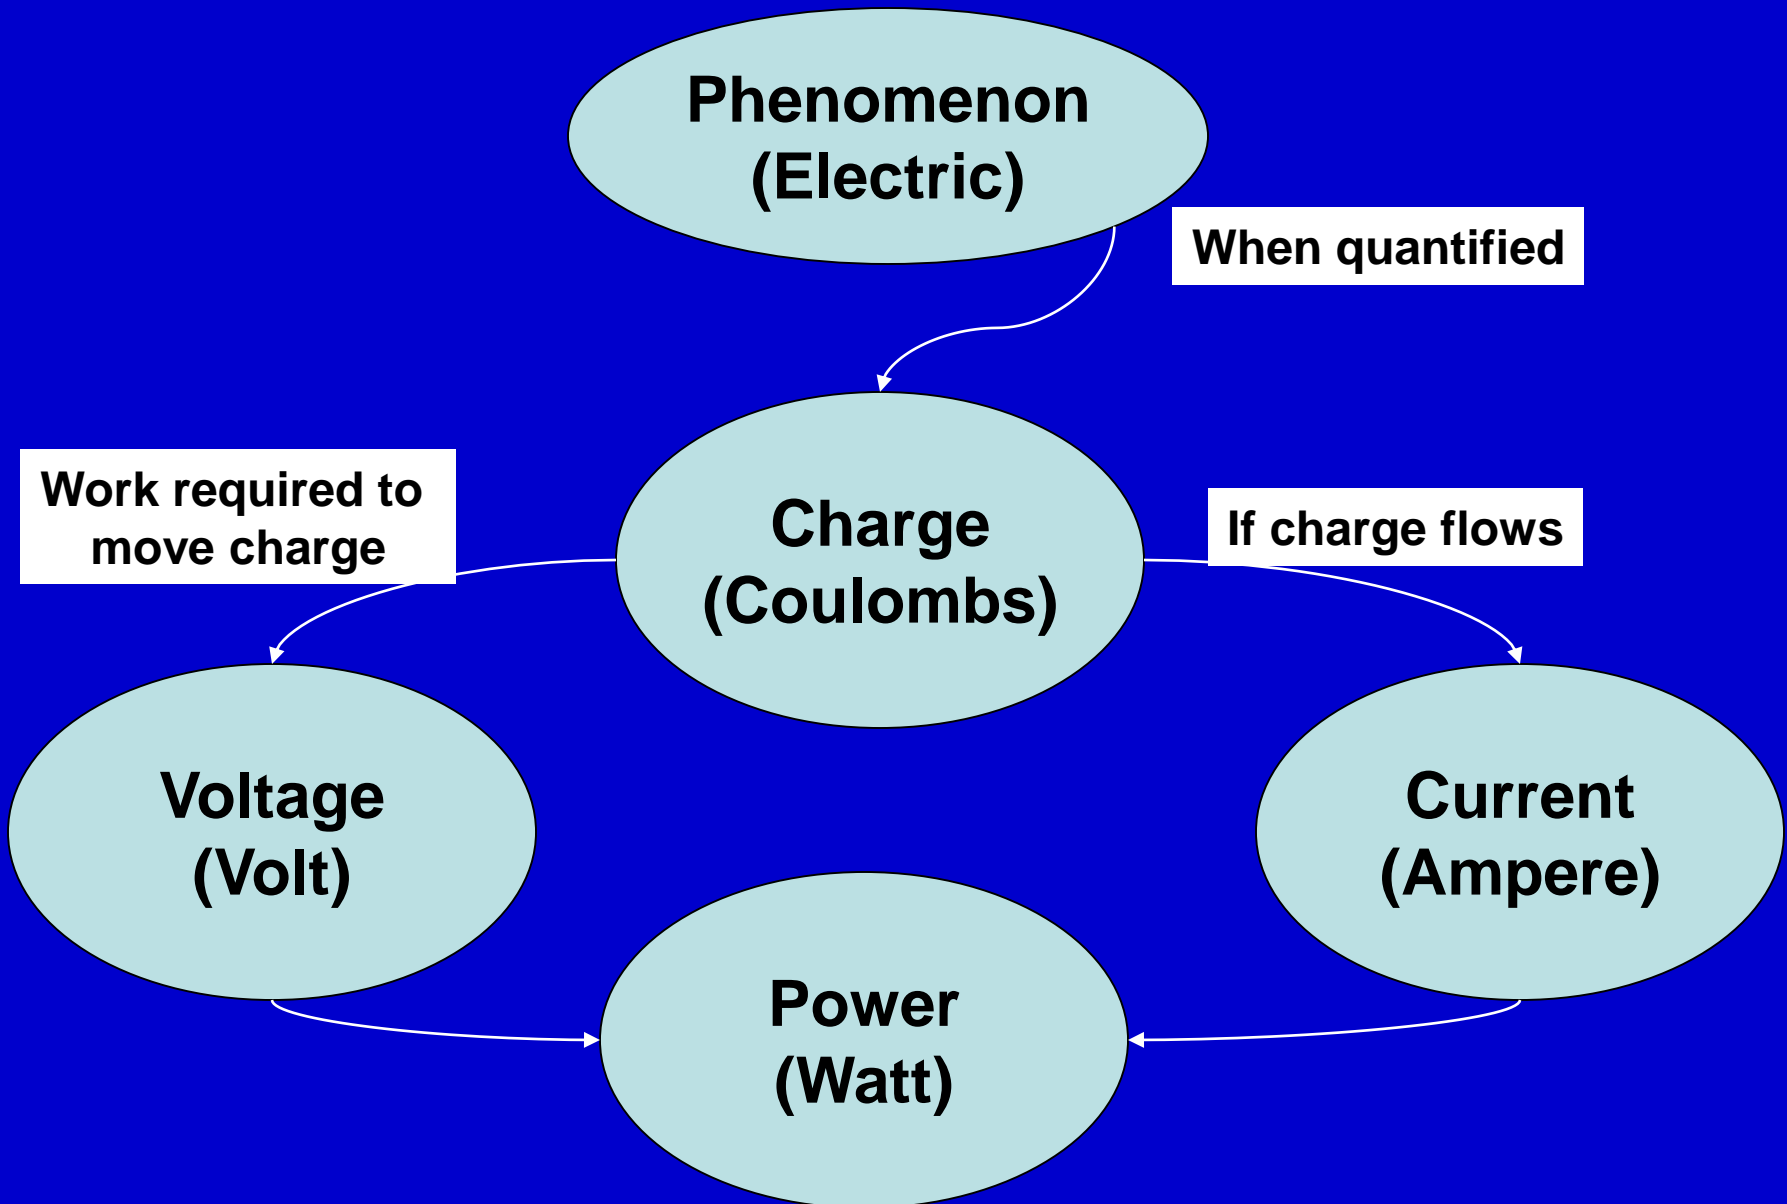 Phenomenon
(Electric)
When quantified
Work required to
move charge
Charge
(Coulombs)
If charge flows
Voltage
(Volt)
Current
(Ampere)
Power
(Watt)